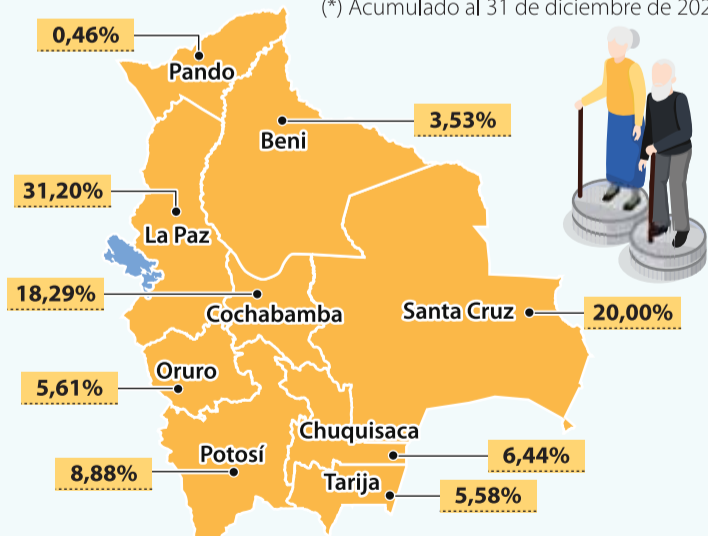 (*) Acumulado al 31 de diciembre de
0,46%
Pando
Beni
3,53%
31,20%
La Paz
18,29%
Cochabamba
Santa Cruz
20,00%
Oruro
5,61%
Chuquisaca
6,44%
Potosí
8,88%
Tarija
5,58%